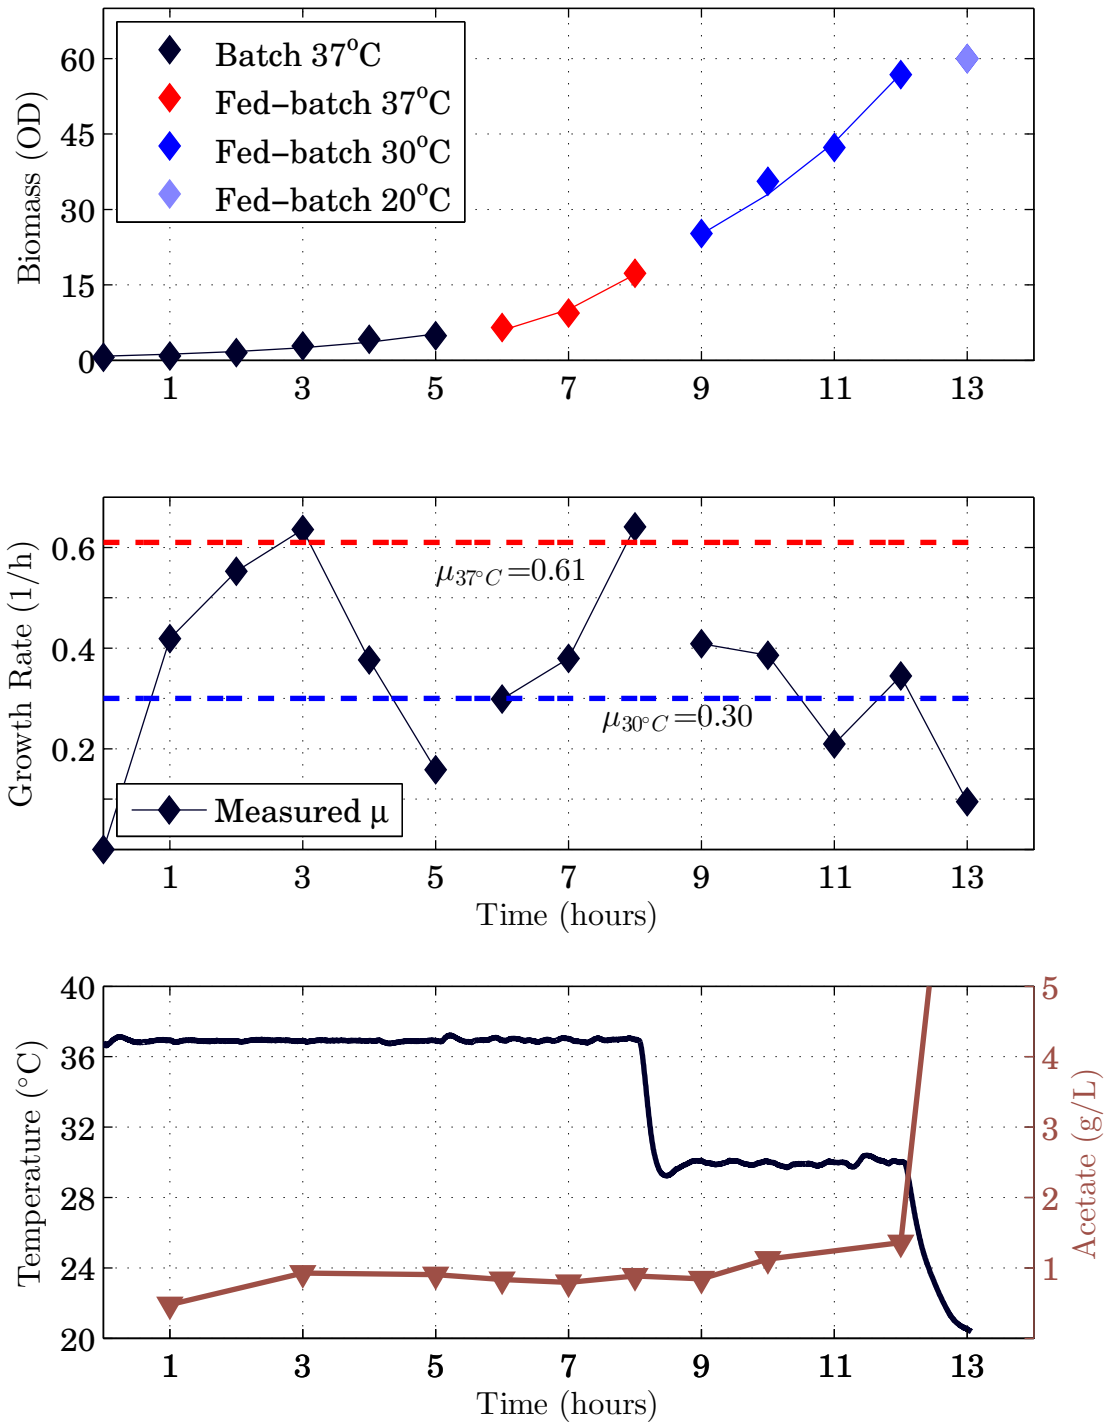 Biomass (OD)
60
45
30
15
0
Batch 37°C
Fed-batch 37°C
Fed-batch 30°C
Fed-batch 20°C
1 3 5 7 9 11 13
Growth Rate (1/h)
0.6
0.4
0.2
μ37°C=0.61
μ30°C=0.30
Measured μ
1 3 5 7 9 11 13
Time (hours)
Temperature (°C)
40
36
32
28
24
20
5
4
3
2
1
Acetate (g/L)
1 3 5 7 9 11 13
Time (hours)